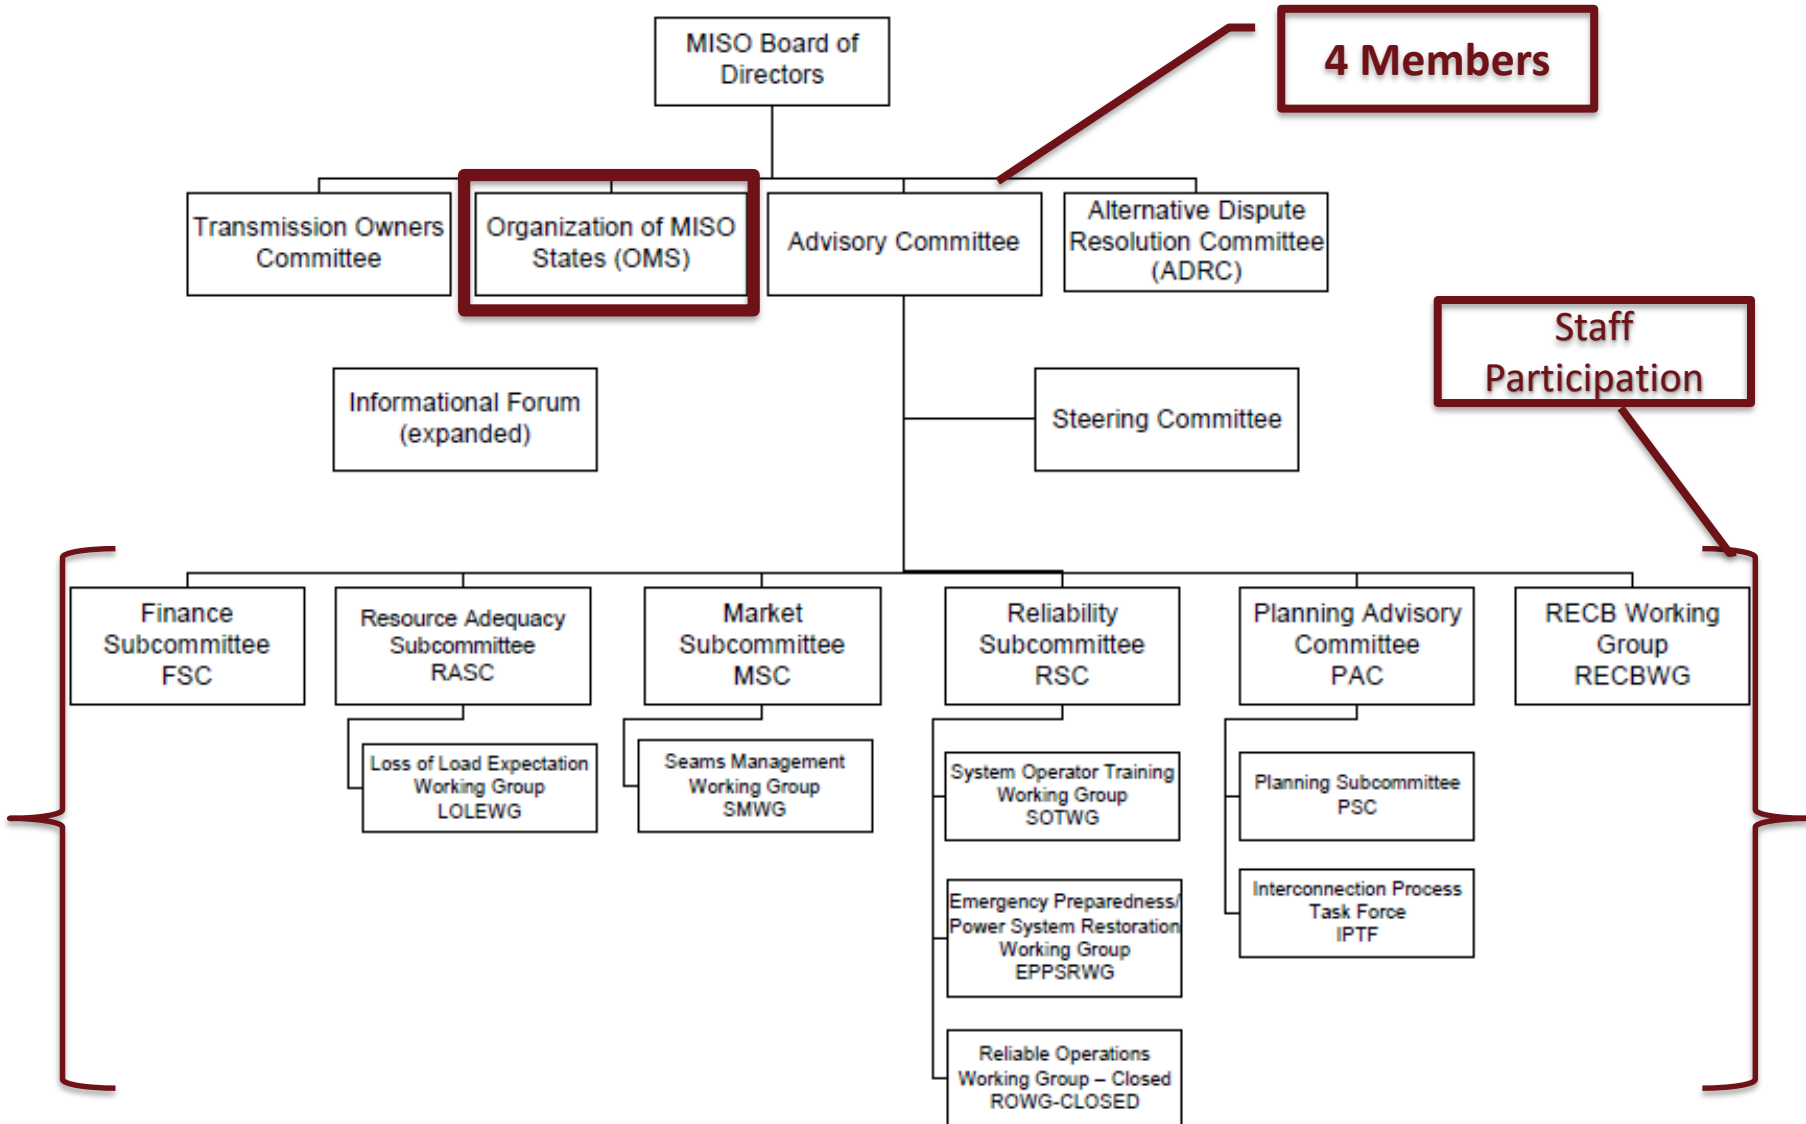 MISO Board of
Directors
4 Members
Transmission Owners
Committee
Organization of MISO
States (OMS)
Advisory Committee
Alternative Dispute
Resolution Committee
(ADRC)
Staff
Participation
Informational Forum
(expanded)
Steering Committee
Finance
Subcommittee
FSC
Resource Adequacy
Subcommittee
RASC
Market
Subcommittee
MSC
Reliability
Subcommittee
RSC
Planning Advisory
Committee
PAC
RECB Working
Group
RECBWG
Loss of Load Expectation
Working Group
LOLEWG
Seams Management
Working Group
SMWG
System Operator Training
Working Group
SOTWG
Planning Subcommittee
PSC
Emergency Preparedness/
Power System Restoration
Working Group
EPPSRWG
Interconnection Process
Task Force
IPTF
Reliable Operations
Working Group – Closed
ROWG-CLOSED